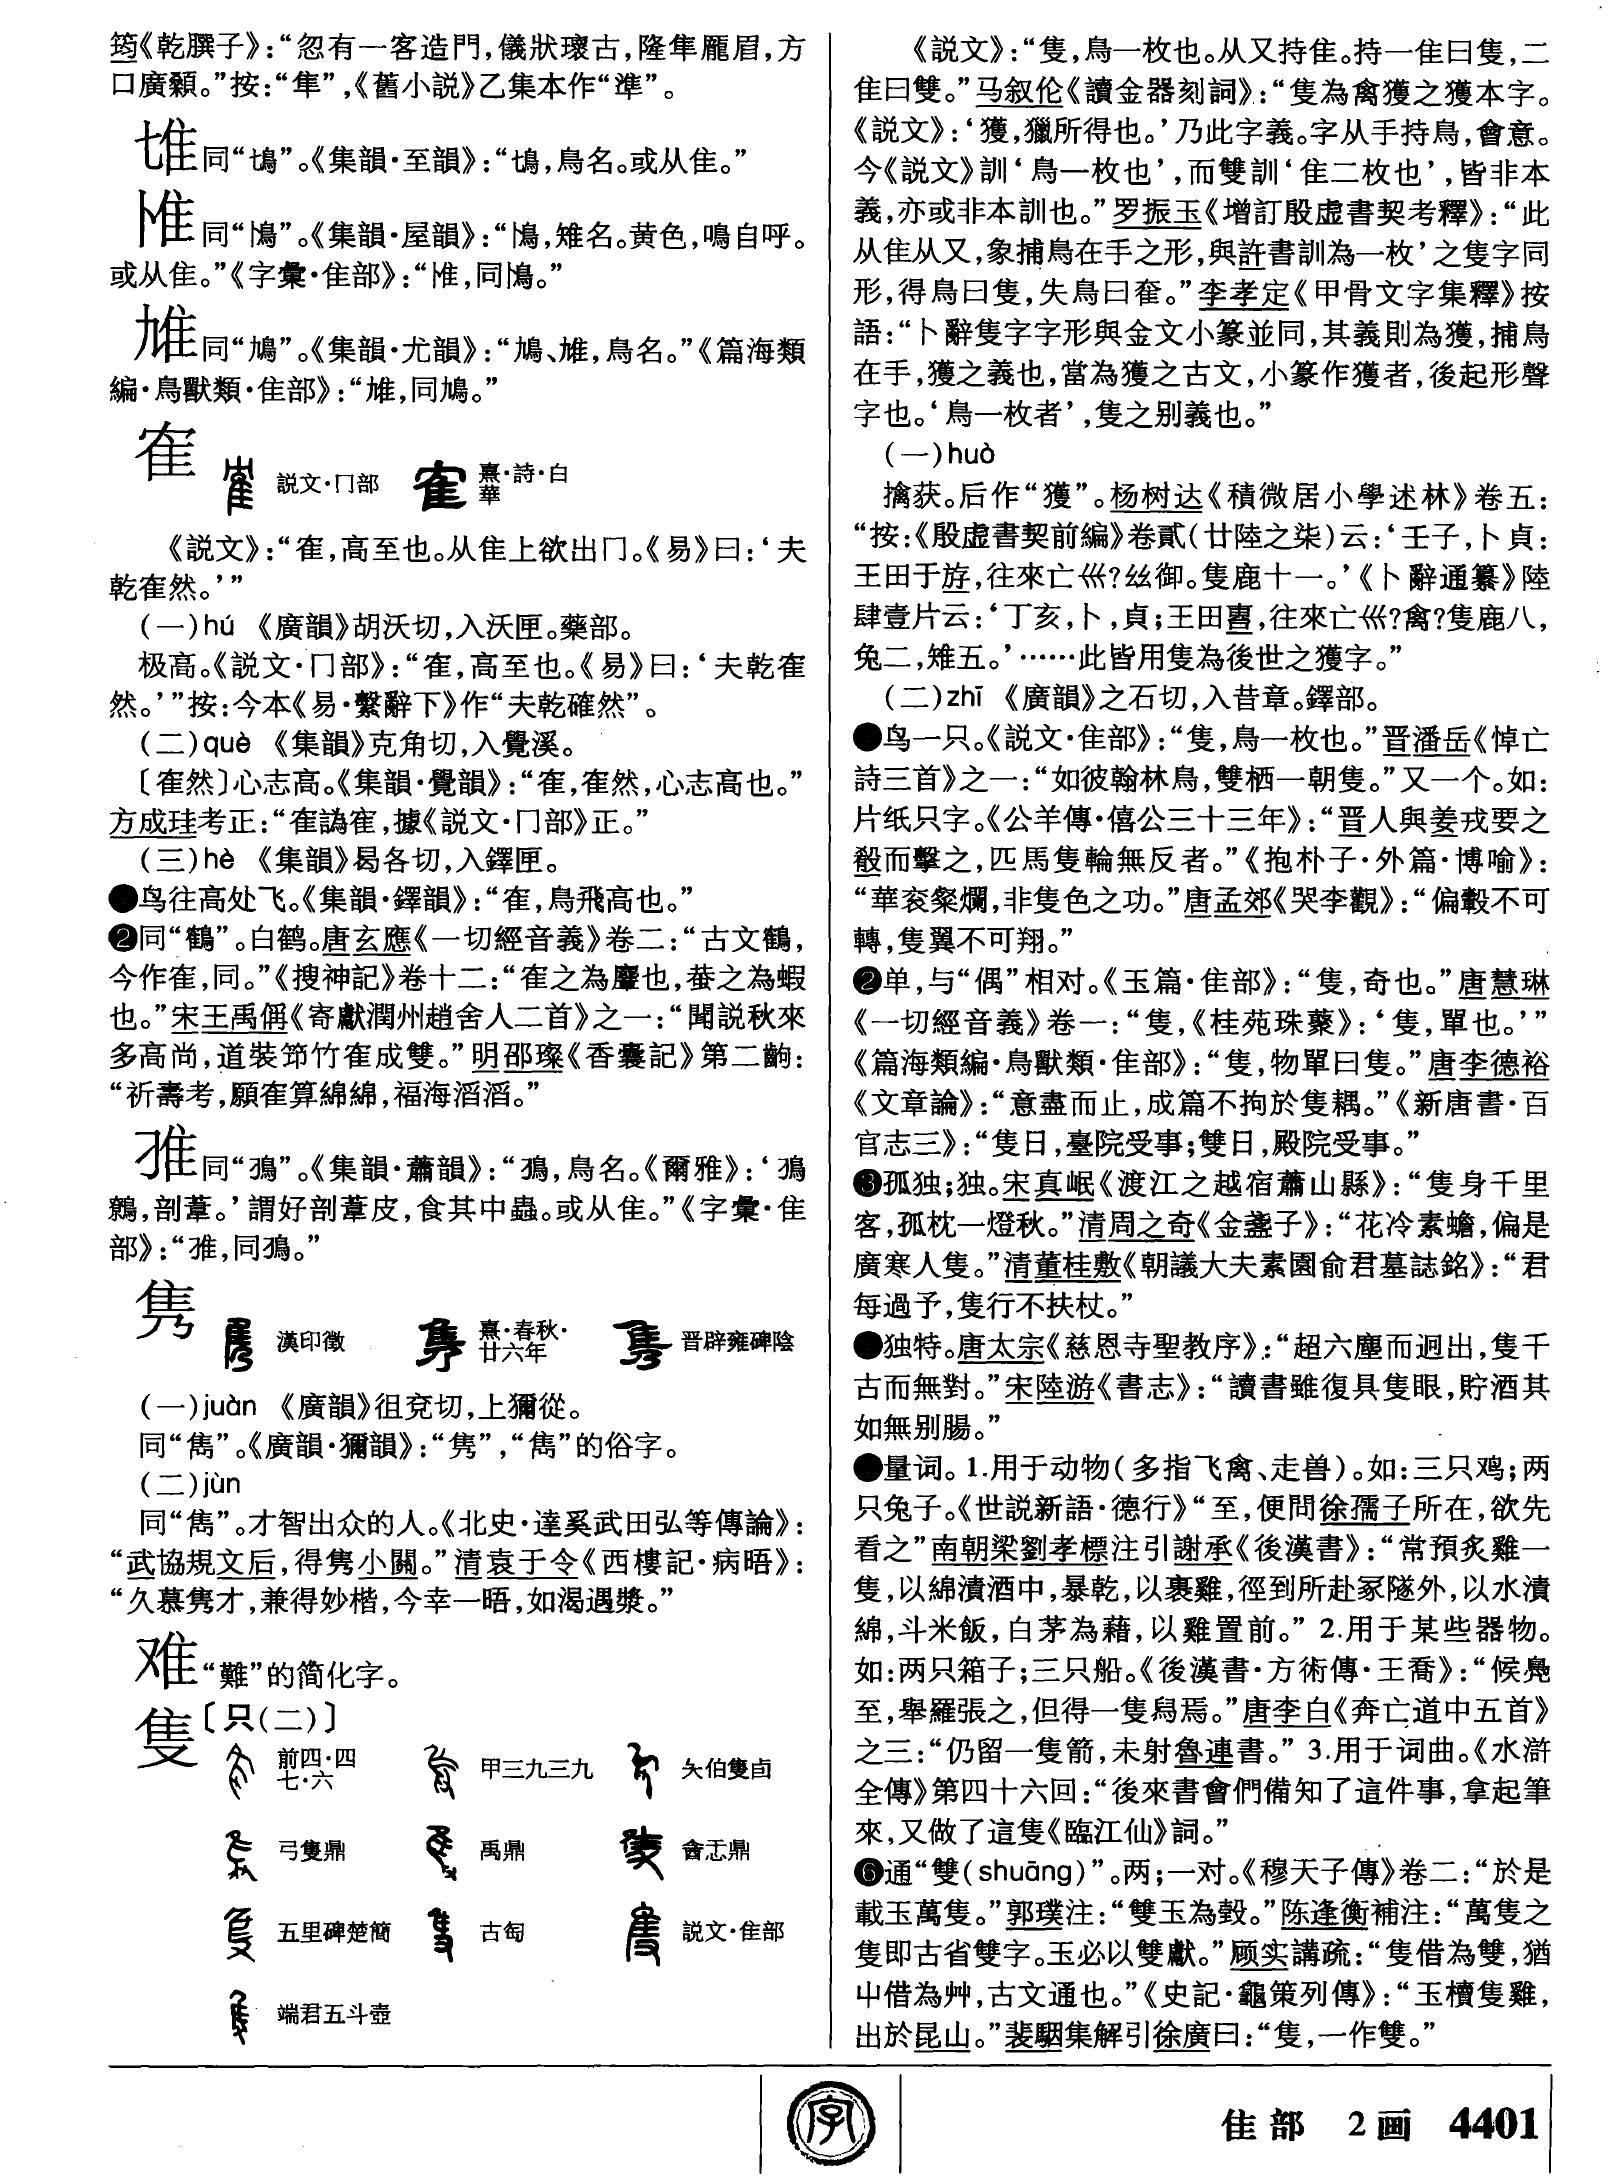 筠《乾𦠆子》：“忽有一客造門，儀狀瓌古，隆隼龎眉，方
口廣顙。”按：“隼”，《舊小説》乙集本作“準”。
同“鳵”。《集韻·至韻》：“，鳥名。或从隹。”
同“”。《集韻·屋韻》：“，雉名。黄色，鳴自呼。
或从隹。”《字彙·隹部》：“，同。”
雄同“鳩”。《集韻·尤韻》：“鳩、，鳥名。”《篇海類
編·鳥獸類·隹部》：“，同鳩。”
隺
説文·冂部
熹·詩·白
華
《説文》：“隺，高至也。从隹上欲出冂。《易》曰：‘夫
乾隺然。’”
（一）hú 《廣韻》胡沃切，入沃匣。藥部。
极高。《説文·冂部》：“隺，高至也。《易》曰：‘夫乾隺
然。’”按：今本《易·繫辭下》作“夫乾確然”。
（二）què 《集韻》克角切，入覺溪。
〔隺然〕心志高。《集韻·覺韻》：“隺，隺然，心志高也。”
方成珪考正：“隺譌寉，據《説文·冂部》正。”
（三）hè 《集韻》曷各切，入鐸匣。
❶鸟往高处飞。《集韻·鐸韻》：“隺，鳥飛高也。”
❷同“鶴”。白鹤。唐玄應《一切經音義》卷二：“古文鶴，
今作隺，同。”《搜神記》卷十二：“隺之為麞也，蛬之為蝦
也。”宋王禹偁《寄獻潤州趙舍人二首》之一：“聞説秋來
多高尚，道裝笻竹隺成雙。”明邵璨《香囊記》第二齣：
“祈壽考，願隺算綿綿，福海滔滔。”
同“鳭”。《集韻·蕭韻》：“鳭，鳥名。《爾雅》：‘鳭
鷯，剖葦。’謂好剖葦皮，食其中蟲。或从隹。”《字彙·隹
部》：“，同鳭。”
隽
漢印徵
熹·春秋·
廿六年
晋辟雍碑陰
（一）juàn 《廣韻》徂兗切，上獮從。
同“雋”。《廣韻·獮韻》：“隽”，“雋”的俗字。
（二）jùn
同“雋”。才智出众的人。《北史·達奚武田弘等傳論》：
“武協規文后，得隽小關。”清袁于令《西樓記·病晤》：
“久慕隽才，兼得妙楷，今幸一晤，如渴遇漿。”
难“難”的简化字。
隻〔只（二）〕
前四·四
七·六
甲三九三九
夨伯隻卣
弓隻鼎
禹鼎
酓忎鼎
五里碑楚簡
古匋
説文·隹部
端君五斗壺
《説文》：“隻，鳥一枚也。从又持隹。持一隹曰隻，二
隹曰雙。”马叙伦《讀金器刻詞》：“隻為禽獲之獲本字。
《説文》：‘獲，獵所得也。’乃此字義。字从手持鳥，會意。
今《説文》訓‘鳥一枚也’，而雙訓‘隹二枚也’，皆非本
義，亦或非本訓也。”罗振玉《增訂殷虚書契考釋》：“此
从隹从又，象捕鳥在手之形，與許書訓為一枚’之隻字同
形，得鳥曰隻，失鳥曰奞。”李孝定《甲骨文字集釋》按
語：“卜辭隻字字形與金文小篆並同，其義則為獲，捕鳥
在手，獲之義也，當為獲之古文，小篆作獲者，後起形聲
字也。‘鳥一枚者’，隻之别義也。”
（一）huò
擒获。后作“獲”。杨树达《積微居小學述林》卷五：
“按：《殷虚書契前編》卷貳（廿陸之柒）云：‘壬子，卜貞：
王田于斿，往來亡巛？丝御。隻鹿十一。’《卜辭通纂》陸
肆壹片云：‘丁亥，卜，貞；王田，往來亡巛？禽？隻鹿八，
兔二，雉五。’……此皆用隻為後世之獲字。”
（二）zhī 《廣韻》之石切，入昔章。鐸部。
❶鸟一只。《説文·隹部》：“隻，鳥一枚也。”晋潘岳《悼亡
詩三首》之一：“如彼翰林鳥，雙栖一朝隻。”又一个。如：
片纸只字。《公羊傳·僖公三十三年》：“晋人與姜戎要之
殽而擊之，匹馬隻輪無反者。”《抱朴子·外篇·博喻》：
“華衮粲爛，非隻色之功。”唐孟郊《哭李觀》：“偏轂不可
轉，隻翼不可翔。”
❷单，与“偶”相对。《玉篇·隹部》：“隻，奇也。”唐慧琳
《一切經音義》卷一：“隻，《桂苑珠藂》：‘隻，單也。’”
《篇海類編·鳥獸類·隹部》：“隻，物單曰隻。”唐李德裕
《文章論》：“意盡而止，成篇不拘於隻耦。”《新唐書·百
官志三》：“隻日，臺院受事；雙日，殿院受事。”
❸孤独；独。宋真岷《渡江之越宿蕭山縣》：“隻身千里
客，孤枕一燈秋。”清周之奇《金盞子》：“花冷素蟾，偏是
廣寒人隻。”清董桂敷《朝議大夫素園俞君墓誌銘》：“君
每過予，隻行不扶杖。”
❹独特。唐太宗《慈恩寺聖教序》：“超六塵而迥出，隻千
古而無對。”宋陸游《書志》：“讀書雖復具隻眼，貯酒其
如無别腸。”
❺量词。1.用于动物（多指飞禽、走兽）。如：三只鸡；两
只兔子。《世説新語·德行》“至，便問徐孺子所在，欲先
看之”南朝梁劉孝標注引謝承《後漢書》：“常預炙雞一
隻，以綿漬酒中，暴乾，以裹雞，徑到所赴冢隧外，以水漬
綿，斗米飯，白茅為藉，以雞置前。”2.用于某些器物。
如：两只箱子；三只船。《後漢書·方術傳·王喬》：“候鳧
至，舉羅張之，但得一隻舄焉。”唐李白《奔亡道中五首》
之三：“仍留一隻箭，未射魯連書。”3.用于词曲。《水滸
全傳》第四十六回：“後來書會們備知了這件事，拿起筆
來，又做了這隻《臨江仙》詞。”
❻通“雙（shuāng）”。两；一对。《穆天子傳》卷二：“於是
載玉萬隻。”郭璞注：“雙玉為瑴。”陈逢衡補注：“萬隻之
隻即古省雙字。玉必以雙獻。”顾实講疏：“隻借為雙，猶
屮借為艸，古文通也。”《史記·龜策列傳》：“玉櫝隻雞，
出於昆山。”裴駰集解引徐廣曰：“隻，一作雙。”
字
隹部 2画 4401